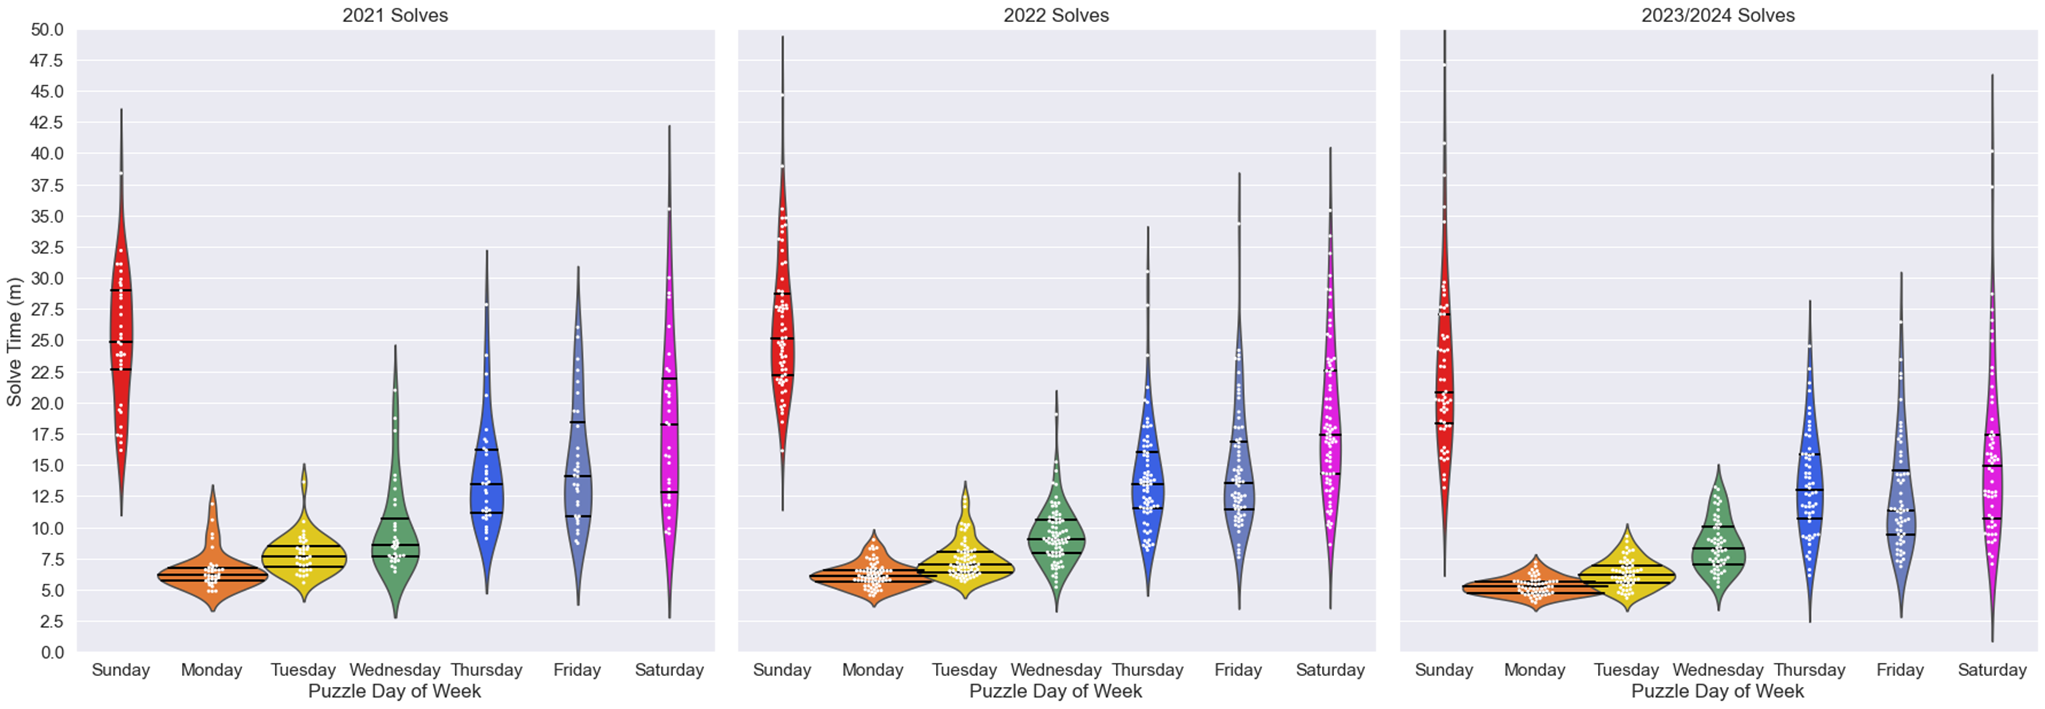 2021 Solves
2022 Solves
2023/2024 Solves
Solve Time (m)
50.0
47.5
45.0
42.5
40.0
37.5
35.0
32.5
30.0
27.5
25.0
22.5
20.0
17.5
15.0
12.5
10.0
7.5
5.0
2.5
0.0
Sunday Monday Tuesday Wednesday Thursday Friday Saturday
Puzzle Day of Week
Sunday Monday Tuesday Wednesday Thursday Friday Saturday
Puzzle Day of Week
Sunday Monday Tuesday Wednesday Thursday Friday Saturday
Puzzle Day of Week